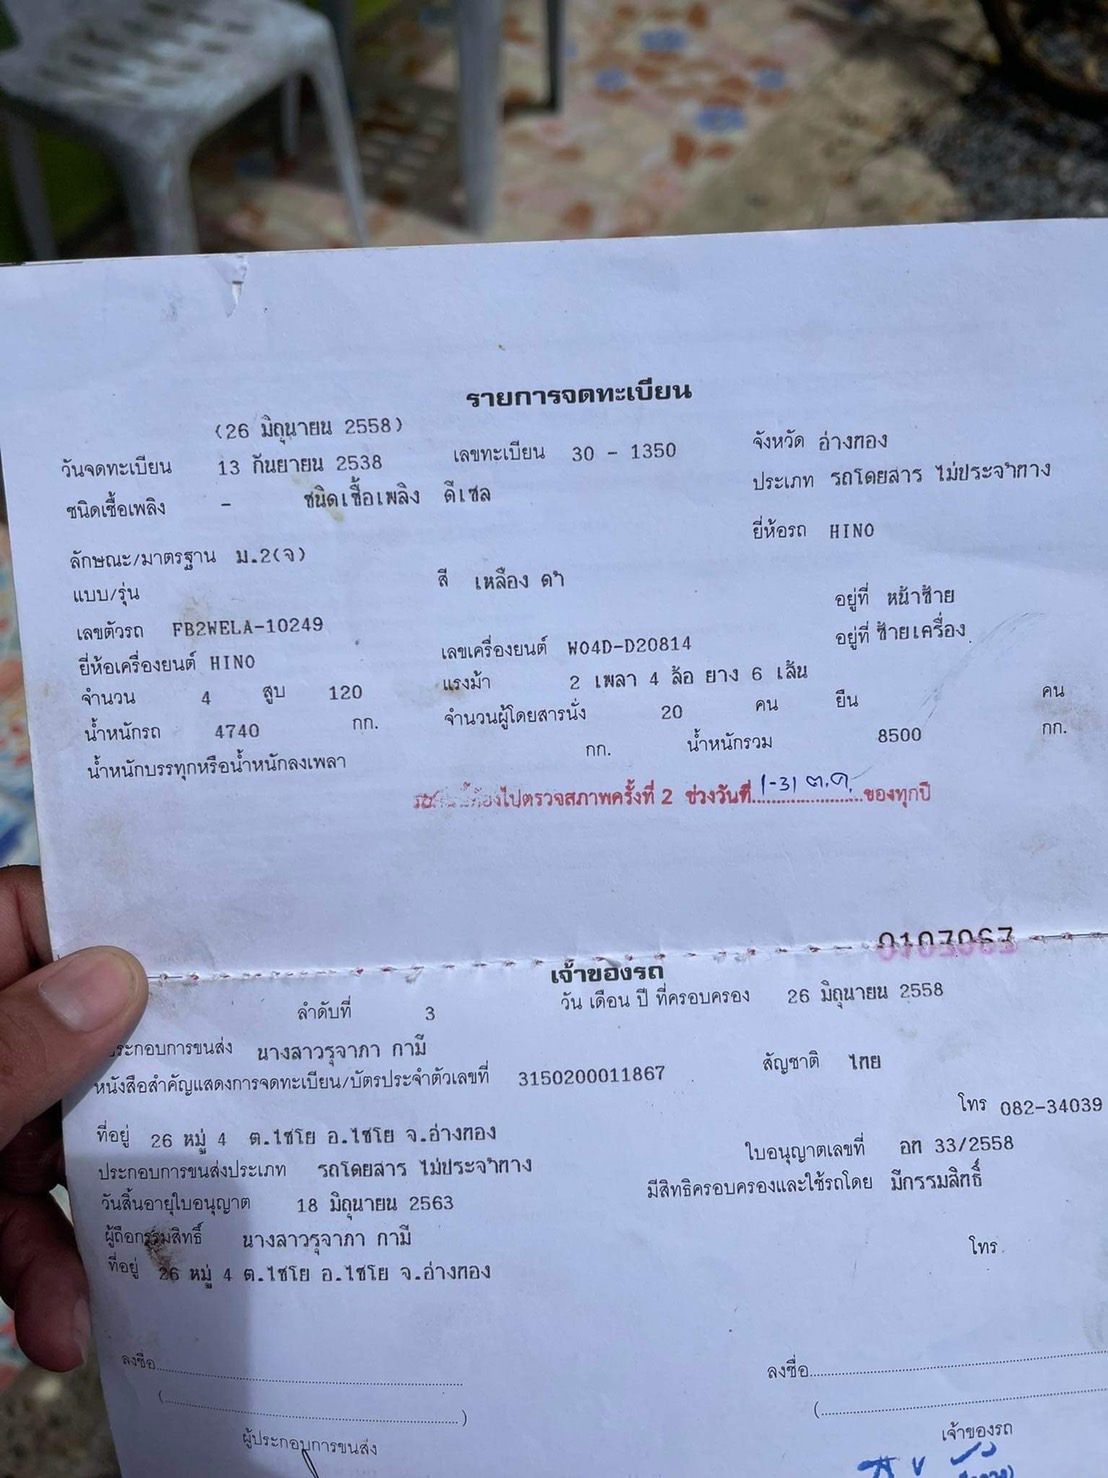 รายการจดทะเบียน
(26 มิถุนายน 2558)
วันจดทะเบียน 13 กันยายน 2538 เลขทะเบียน 30 - 1350 จังหวัด อ่างทอง
ชนิดเชื้อเพลิง - ชนิดเชื้อเพลิง ดีเซล ประเภท รถโดยสาร ไม่ประจำทาง
ลักษณะ/มาตรฐาน ม.2(จ) ยี่ห้อรถ HINO
แบบ/รุ่น สี เหลือง ดำ
เลขตัวรถ FB2WELA-10249 อยู่ที่ หน้าซ้าย
ยี่ห้อเครื่องยนต์ HINO เลขเครื่องยนต์ W04D-D20814 อยู่ที่ ซ้ายเครื่อง
จำนวน 4 สูบ 120 แรงม้า 2 เพลา 4 ล้อ ยาง 6 เส้น
น้ำหนักรถ 4740 กก. จำนวนผู้โดยสารนั่ง 20 คน ยืน คน
น้ำหนักบรรทุกหรือน้ำหนักลงเพลา กก. น้ำหนักรวม 8500 กก.
ต้องไปตรวจสภาพครั้งที่ 2 ช่วงวันที่ 1-31 ต.ค. ของทุกปี
0107067
เจ้าของรถ
ลำดับที่ 3 วัน เดือน ปี ที่ครอบครอง 26 มิถุนายน 2558
ประกอบการขนส่ง นางสาวรุจาภา กามี สัญชาติ ไทย
หนังสือสำคัญแสดงการจดทะเบียน/บัตรประจำตัวเลขที่ 3150200011867
โทร 082-34039
ที่อยู่ 26 หมู่ 4 ต.ไชโย อ.ไชโย จ.อ่างทอง
ประกอบการขนส่งประเภท รถโดยสาร ไม่ประจำทาง ใบอนุญาตเลขที่ อท 33/2558
วันสิ้นอายุใบอนุญาต 18 มิถุนายน 2563 มีสิทธิครอบครองและใช้รถโดย มีกรรมสิทธิ์
ผู้ถือกรรมสิทธิ์ นางสาวรุจาภา กามี
ที่อยู่ 26 หมู่ 4 ต.ไชโย อ.ไชโย จ.อ่างทอง โทร.
ลงชื่อ ลงชื่อ
( ) (
ผู้ประกอบการขนส่ง เจ้าของรถ